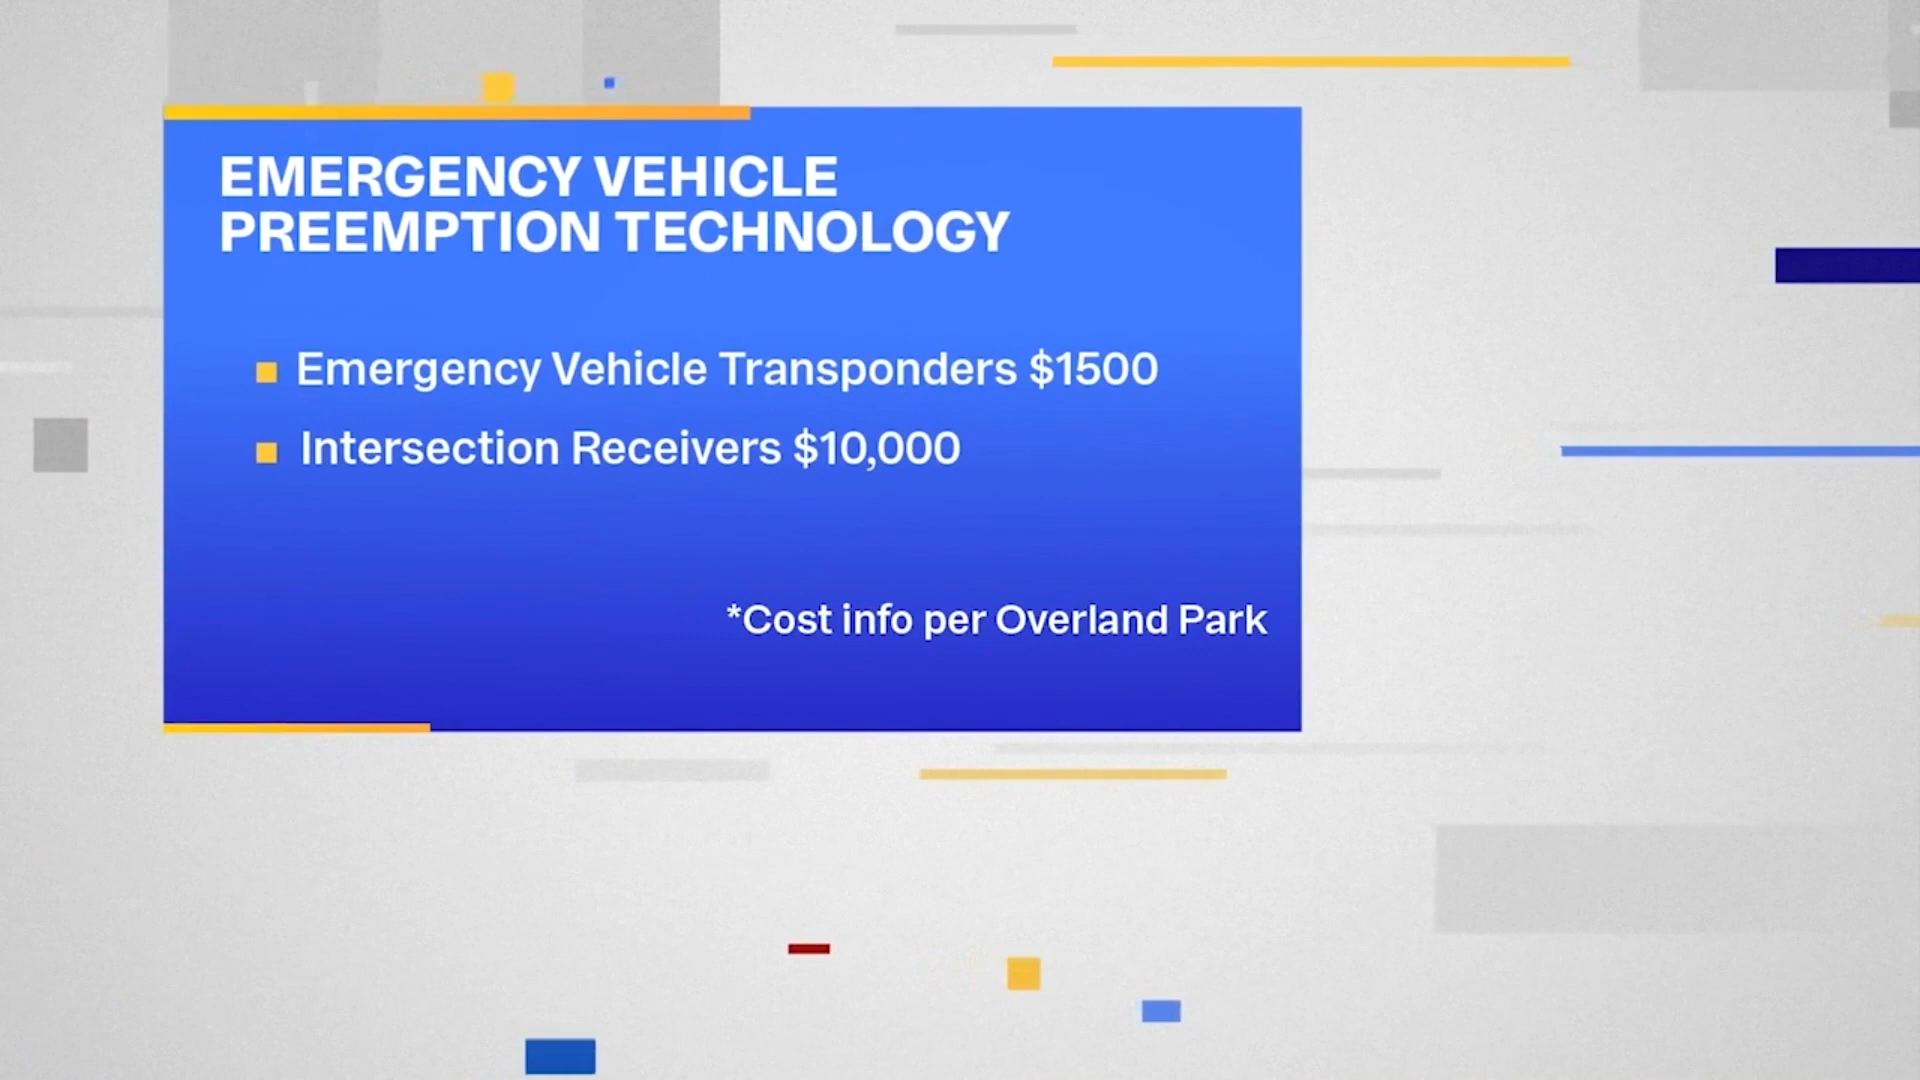 EMERGENCY VEHICLE
PREEMPTION TECHNOLOGY
Emergency Vehicle Transponders $1500
Intersection Receivers $10,000
*Cost info per Overland Park